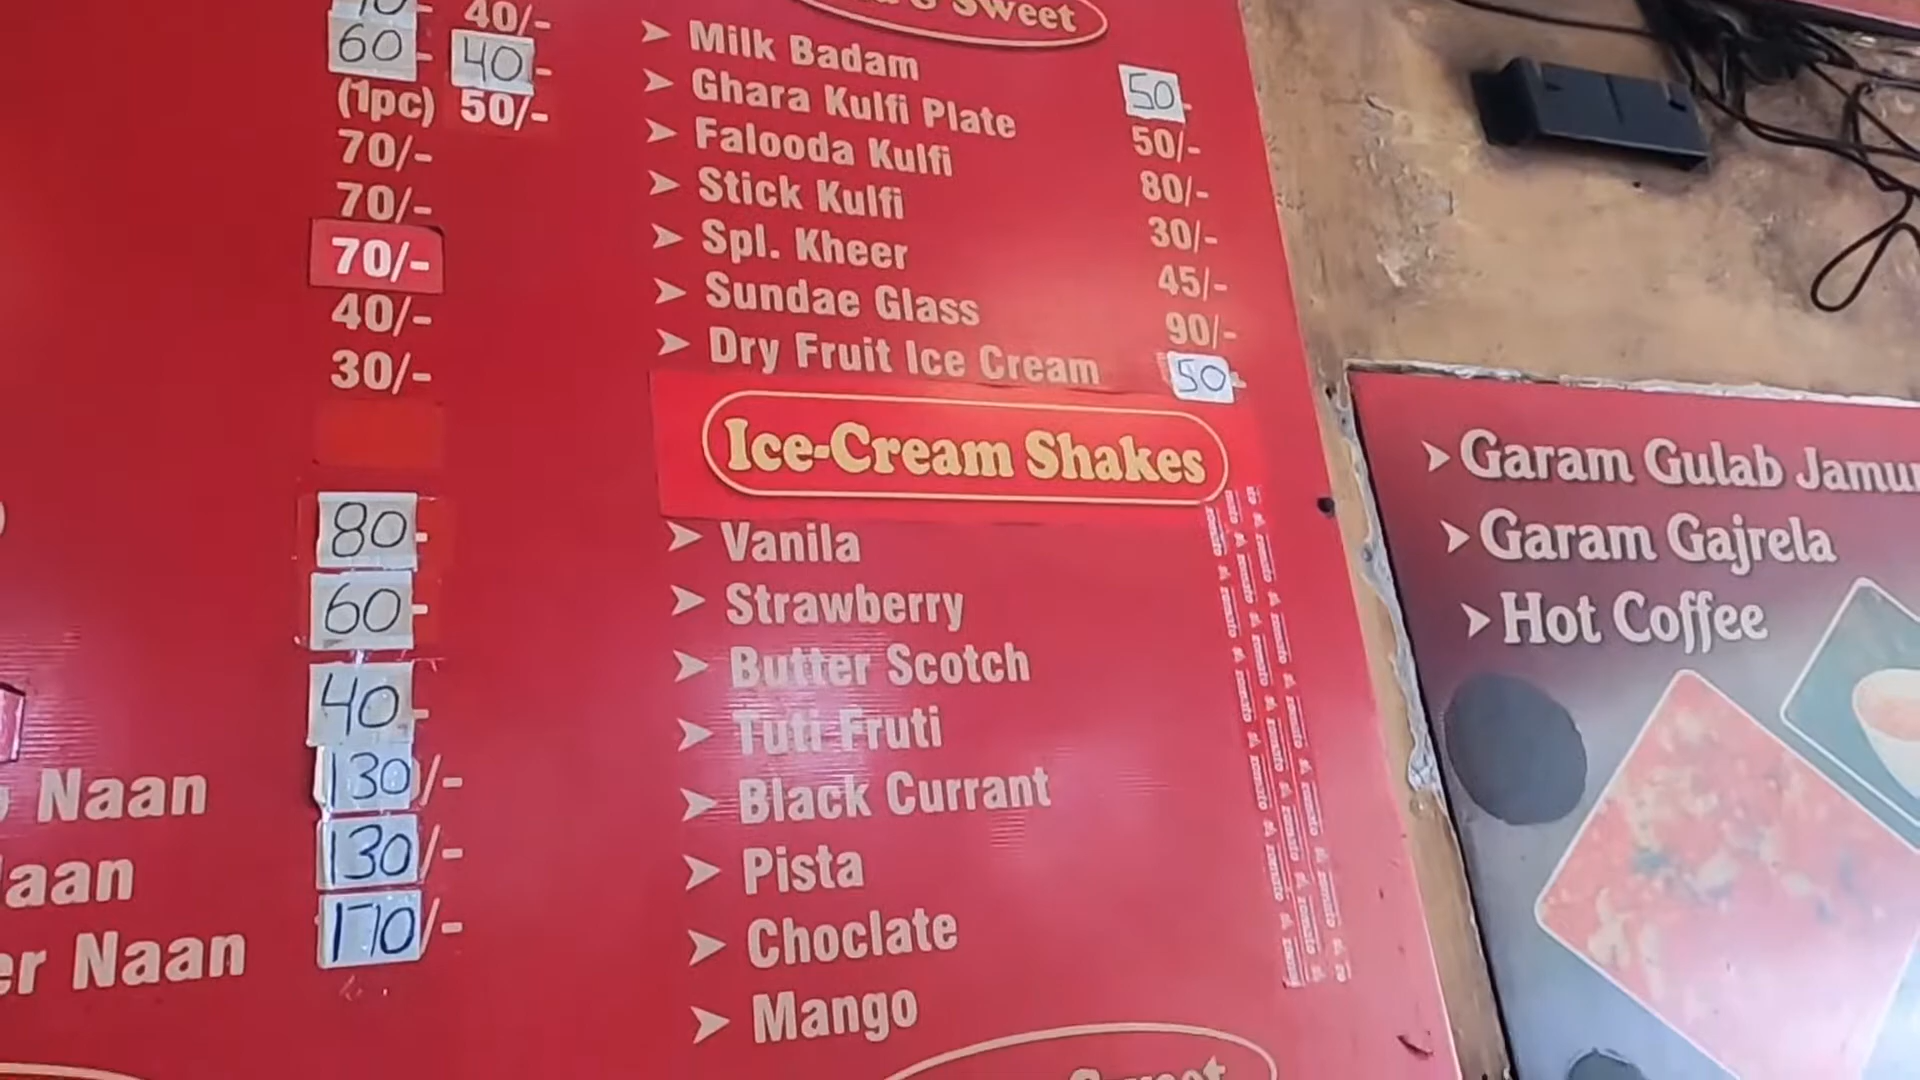 40/-
60 - 40 -
(1pc) 50/-
70/-
70/-
70/-
40/-
30/-
80 -
60 -
40 -
Naan 130/-
130/-
Naan 170/-
Sweet
➤ Milk Badam 50 -
➤ Ghara Kulfi Plate 50/-
➤ Falooda Kulfi 80/-
➤ Stick Kulfi 30/-
➤ Spl. Kheer 45/-
➤ Sundae Glass 90/-
➤ Dry Fruit Ice Cream 50 -
Ice-Cream Shakes
➤ Vanila
➤ Strawberry
➤ Butter Scotch
➤ Tuti Fruti
➤ Black Currant
➤ Pista
➤ Choclate
➤ Mango
➤ Garam Gulab Jamu
➤ Garam Gajrela
➤ Hot Coffee